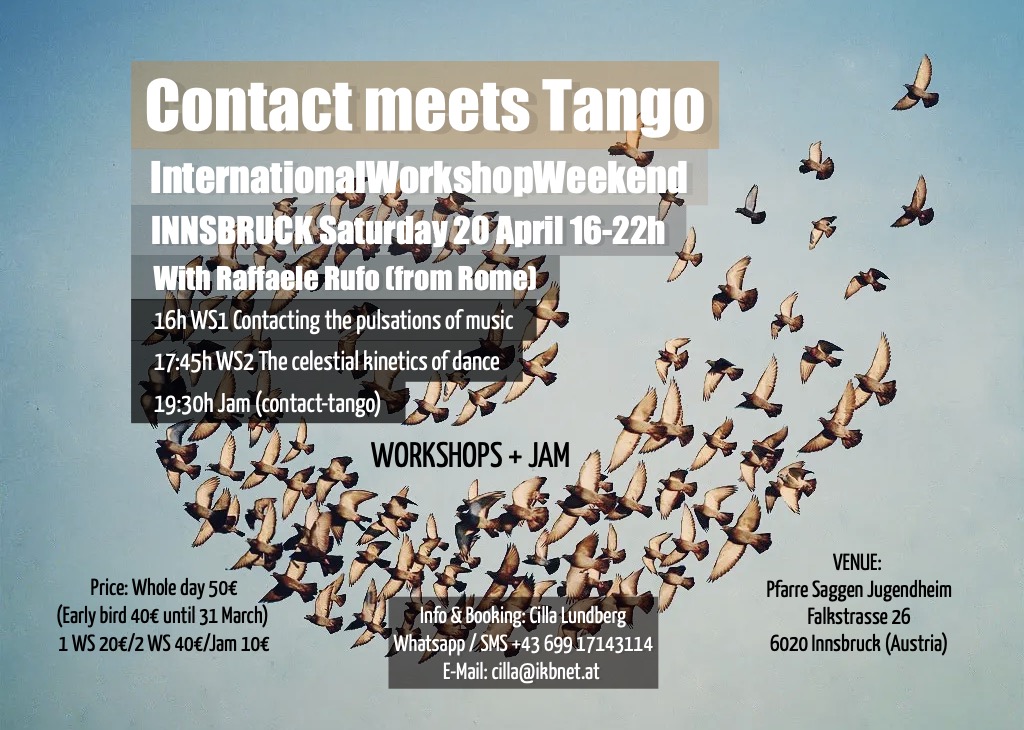 Contact meets Tango
InternationalWorkshopWeekend
INNSBRUCK Saturday 20 April 16-22h
With Raffaele Rufo (from Rome)
16h WS1 Contacting the pulsations of music
17:45h WS2 The celestial kinetics of dance
19:30h Jam (contact-tango)
WORKSHOPS + JAM
Price: Whole day 50€
(Early bird 40€ until 31 March)
1 WS 20€/2 WS 40€/Jam 10€
Info & Booking: Cilla Lundberg
Whatsapp / SMS +43 699 17143114
E-Mail: cilla@ikbnet.at
VENUE:
Pfarre Saggen Jugendheim
Falkstrasse 26
6020 Innsbruck (Austria)